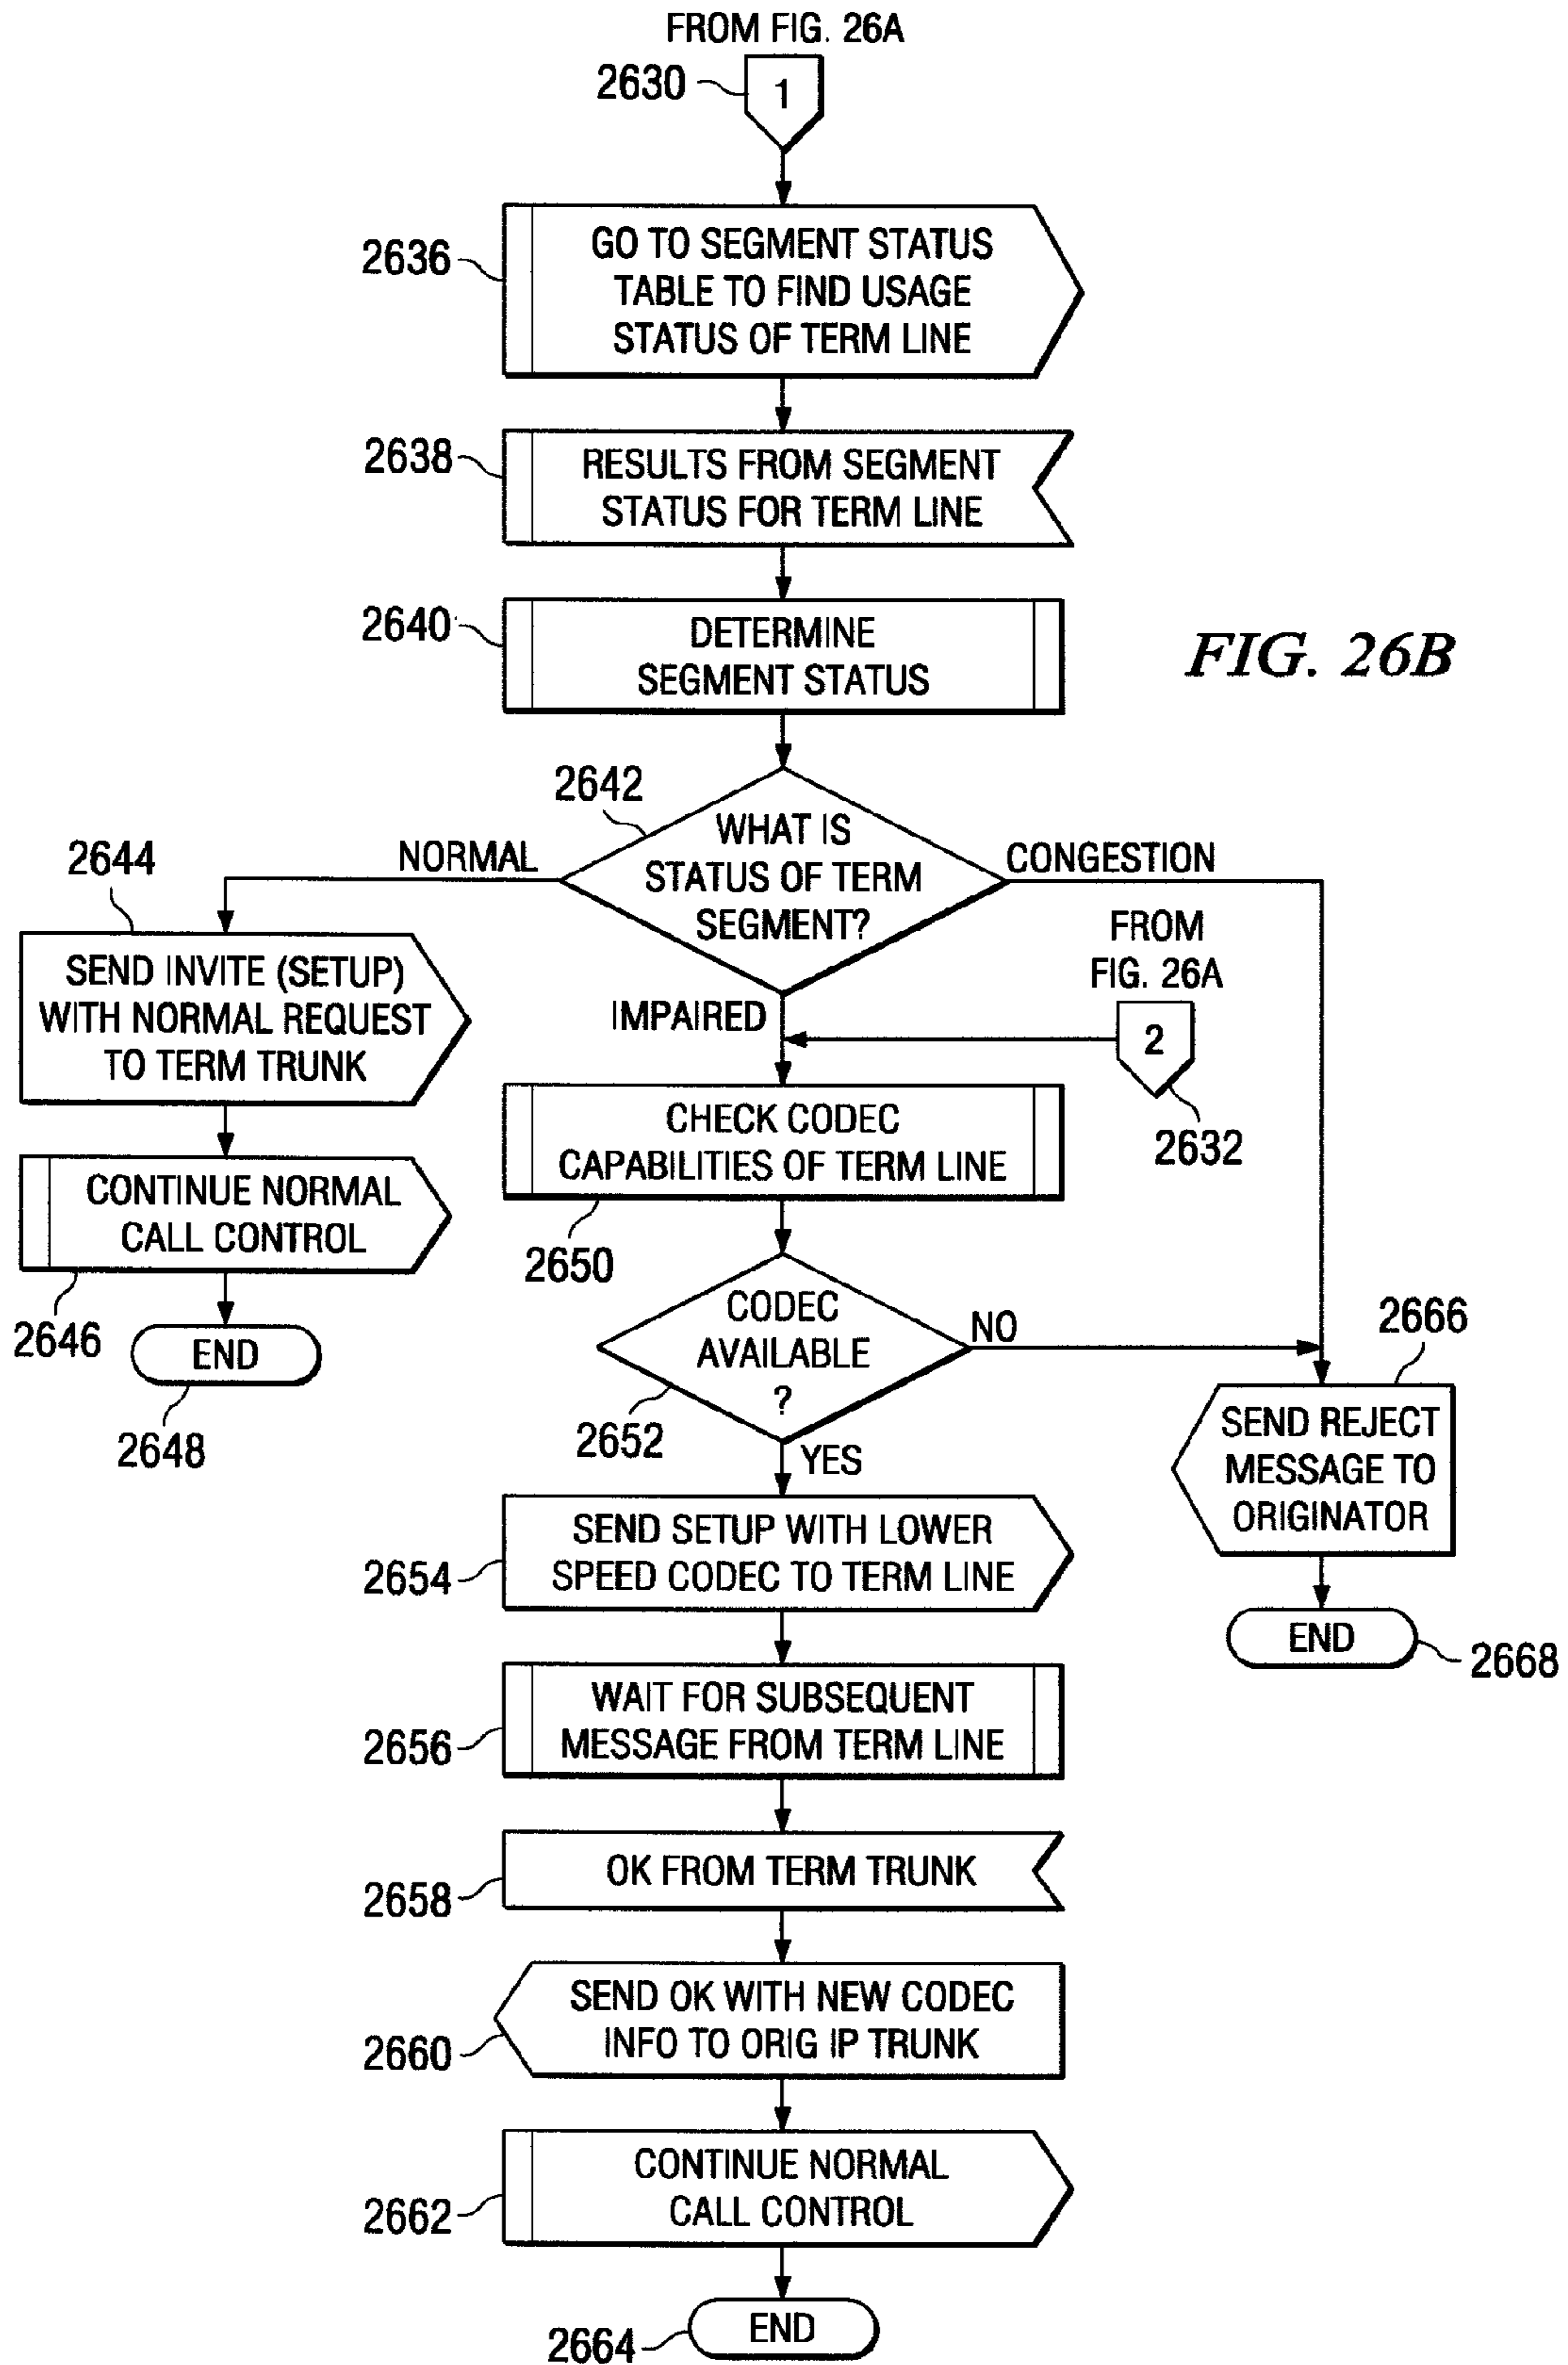 FROM FIG. 26A
2630
1
2636
GO TO SEGMENT STATUS
TABLE TO FIND USAGE
STATUS OF TERM LINE
2638
RESULTS FROM SEGMENT
STATUS FOR TERM LINE
2640
DETERMINE
SEGMENT STATUS
FIG. 26B
2642
WHAT IS
STATUS OF TERM
SEGMENT?
NORMAL
CONGESTION
IMPAIRED
2644
SEND INVITE (SETUP)
WITH NORMAL REQUEST
TO TERM TRUNK
CONTINUE NORMAL
CALL CONTROL
2646
END
2648
FROM
FIG. 26A
2
2632
CHECK CODEC
CAPABILITIES OF TERM LINE
2650
CODEC
AVAILABLE
?
2652
NO
YES
2666
SEND REJECT
MESSAGE TO
ORIGINATOR
END
2668
2654
SEND SETUP WITH LOWER
SPEED CODEC TO TERM LINE
2656
WAIT FOR SUBSEQUENT
MESSAGE FROM TERM LINE
2658
OK FROM TERM TRUNK
2660
SEND OK WITH NEW CODEC
INFO TO ORIG IP TRUNK
2662
CONTINUE NORMAL
CALL CONTROL
2664
END